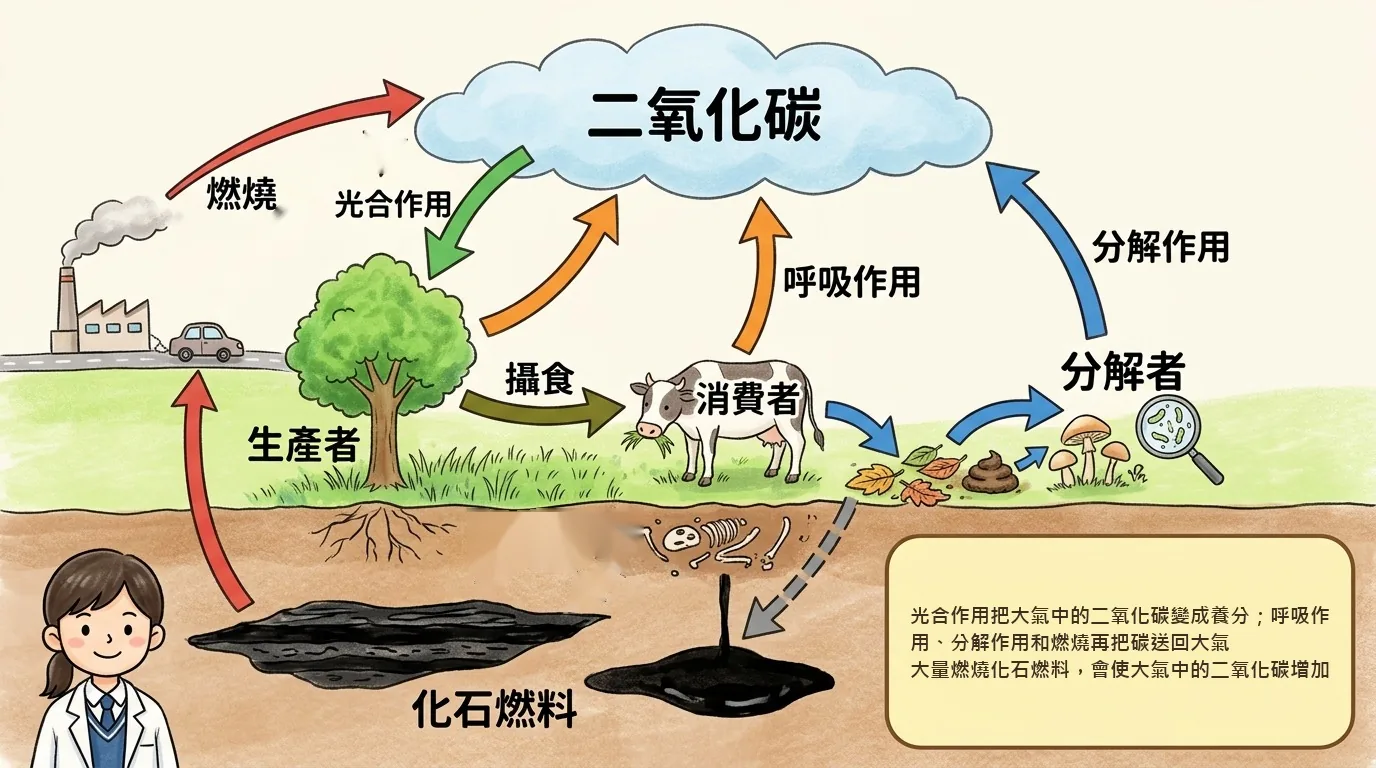 二氧化碳
燃燒
光合作用
呼吸作用
分解作用
攝食
消費者
分解者
生產者
化石燃料
光合作用把大氣中的二氧化碳變成養分；呼吸作
用、分解作用和燃燒再把碳送回大氣
大量燃燒化石燃料，會使大氣中的二氧化碳增加